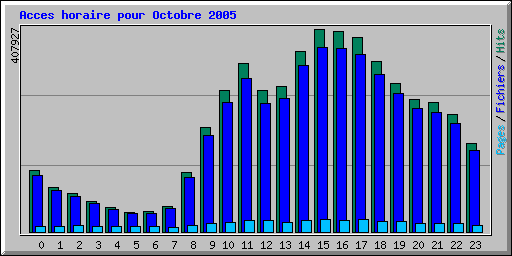 Acces horaire pour Octobre 2005
407927
Pages / Fichiers / Hits
0 1 2 3 4 5 6 7 8 9 10 11 12 13 14 15 16 17 18 19 20 21 22 23